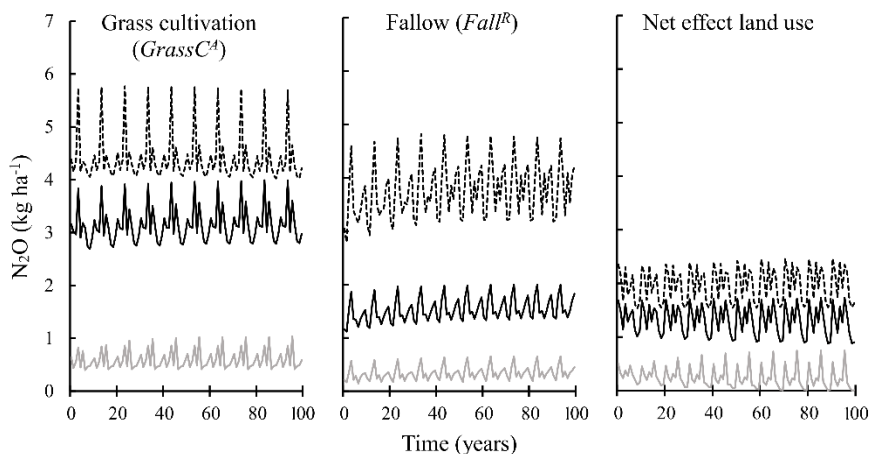 Grass cultivation
(GrassCᴬ)
Fallow (Fallᴿ)
Net effect land use
7
6
5
4
3
2
1
0
N₂O (kg ha⁻¹)
0 20 40 60 80 100
0 20 40 60 80 100
0 20 40 60 80 100
Time (years)